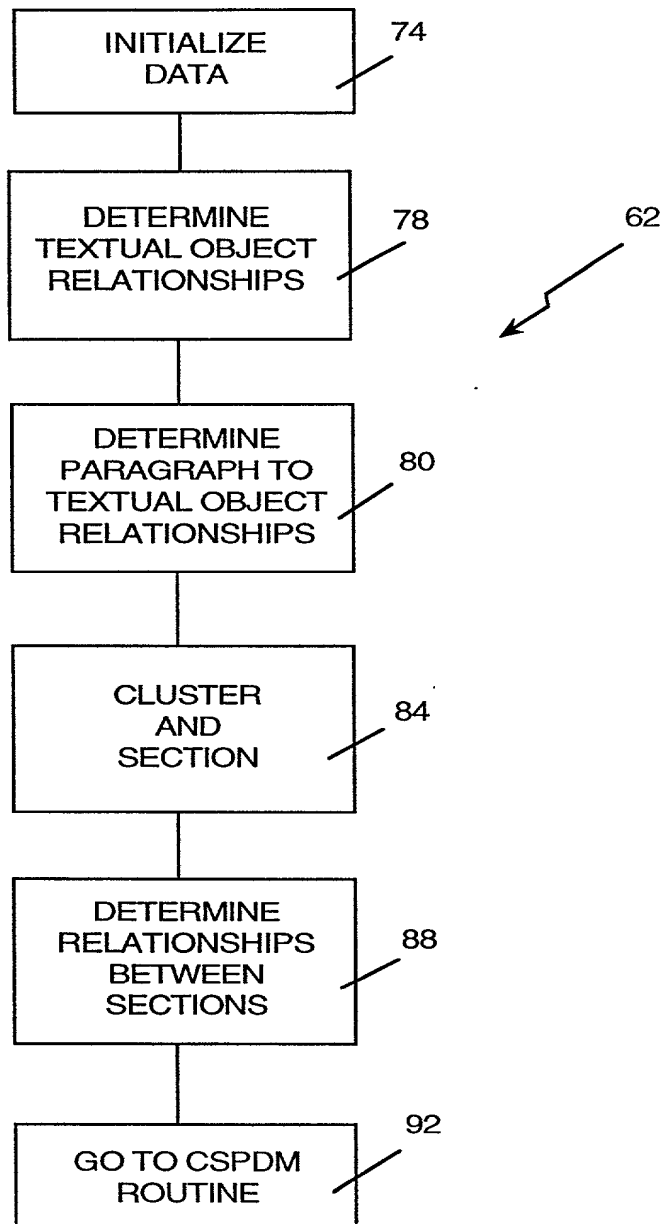 INITIALIZE
DATA
74
DETERMINE
TEXTUAL OBJECT
RELATIONSHIPS
78
62
DETERMINE
PARAGRAPH TO
TEXTUAL OBJECT
RELATIONSHIPS
80
CLUSTER
AND
SECTION
84
DETERMINE
RELATIONSHIPS
BETWEEN
SECTIONS
88
GO TO CSPDM
ROUTINE
92